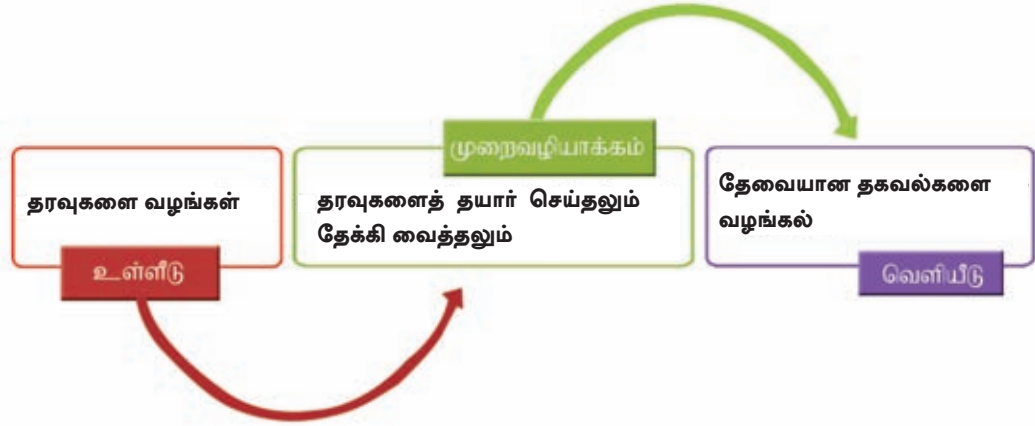 தரவுகளை வழங்கள்
உள்ளீடு
முறைவழியாக்கம்
தரவுகளைத் தயார் செய்தலும்
தேக்கி வைத்தலும்
தேவையான தகவல்களை
வழங்கல்
வெளியீடு